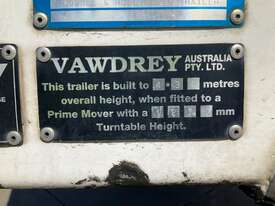 VAWDREY AUSTRALIA PTY. LTD.
This trailer is built to metres
overall height, when fitted to a
Prime Mover with a mm
Turntable Height.